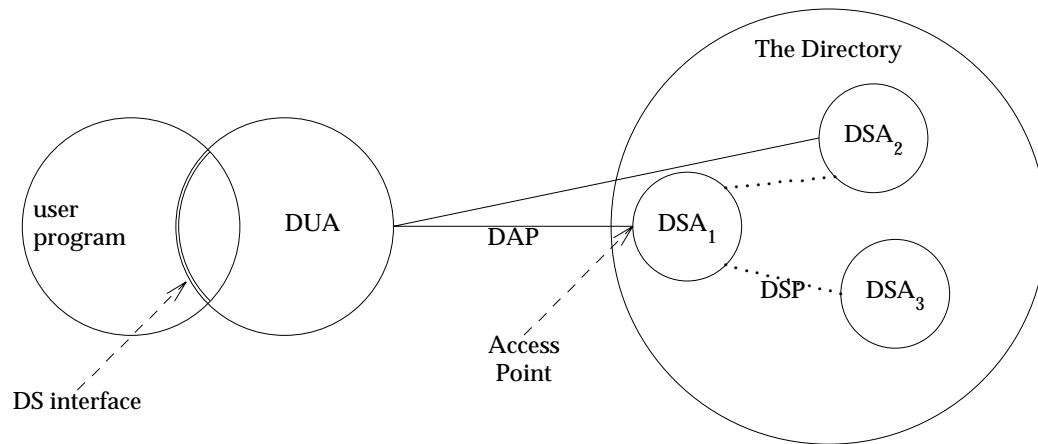 The Directory
DSA2
user
program
DUA
DAP
DSA1
DSP
DSA3
Access
Point
DS interface